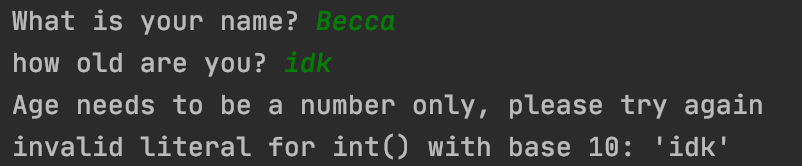 What is your name? Becca
how old are you? idk
Age needs to be a number only, please try again
invalid literal for int() with base 10: 'idk'